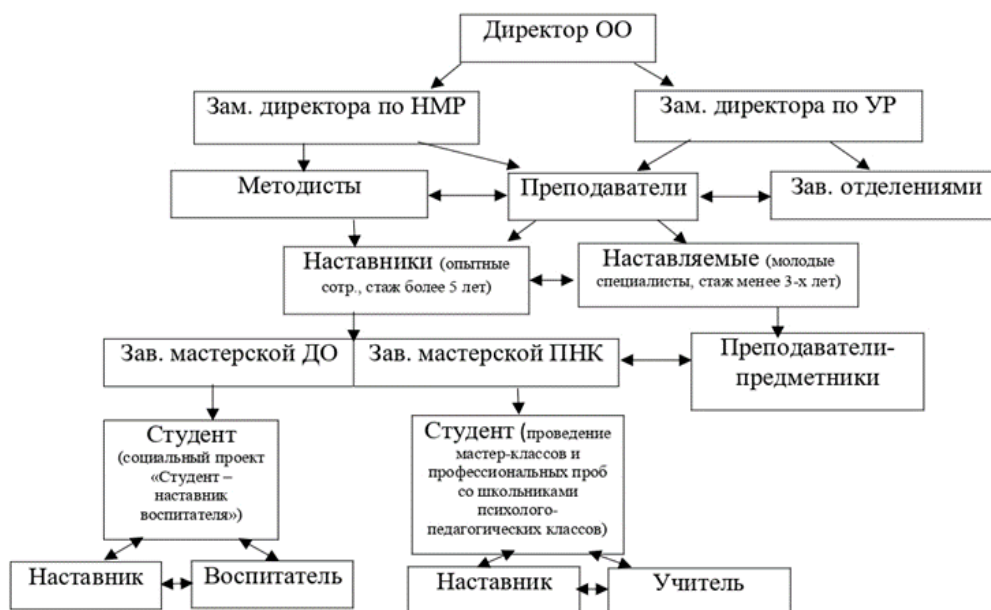 Директор ОО
Зам. директора по НМР
Зам. директора по УР
Методисты
Преподаватели
Зав. отделениями
Наставники (опытные
сотр., стаж более 5 лет)
Наставляемые (молодые
специалисты, стаж менее 3-х лет)
Зав. мастерской ДО
Зав. мастерской ПНК
Преподаватели-
предметники
Студент
(социальный проект
«Студент –
наставник
воспитателя»)
Студент (проведение
мастер-классов и
профессиональных проб
со школьниками
психолого-
педагогических классов)
Наставник
Воспитатель
Наставник
Учитель